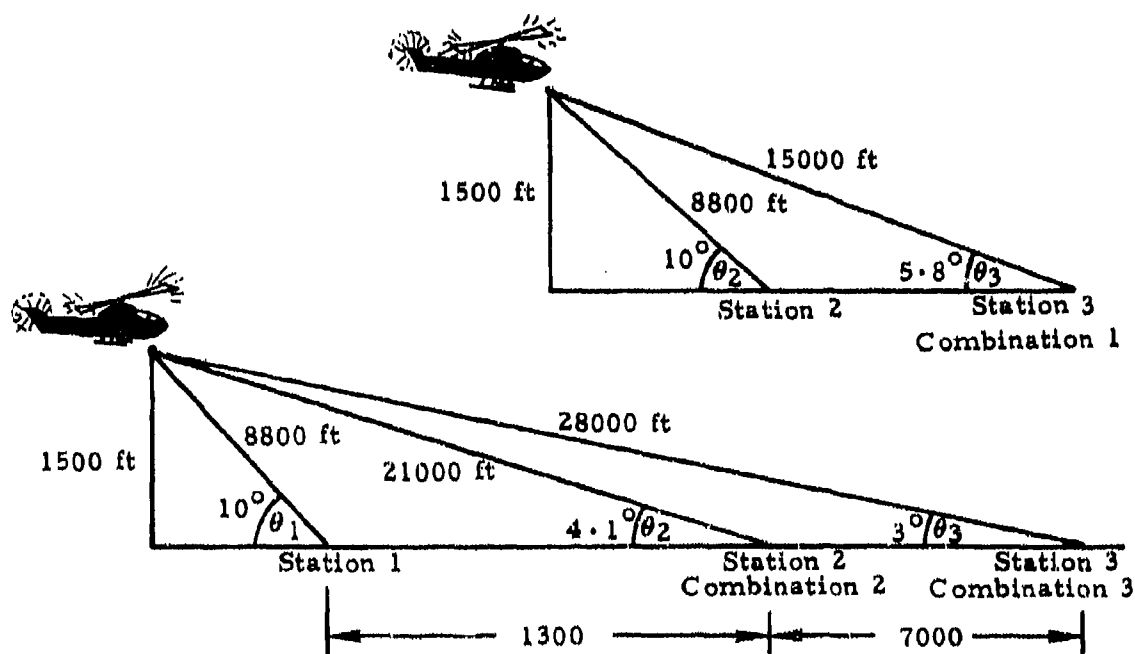 15000 ft
1500 ft
8800 ft
10° θ2
5.8° θ3
Station 2
Station 3
Combination 1
28000 ft
8800 ft
1500 ft
21000 ft
10° θ1
4.1° θ2
3° θ3
Station 1
Station 2
Station 3
Combination 2
Combination 3
1300
7000